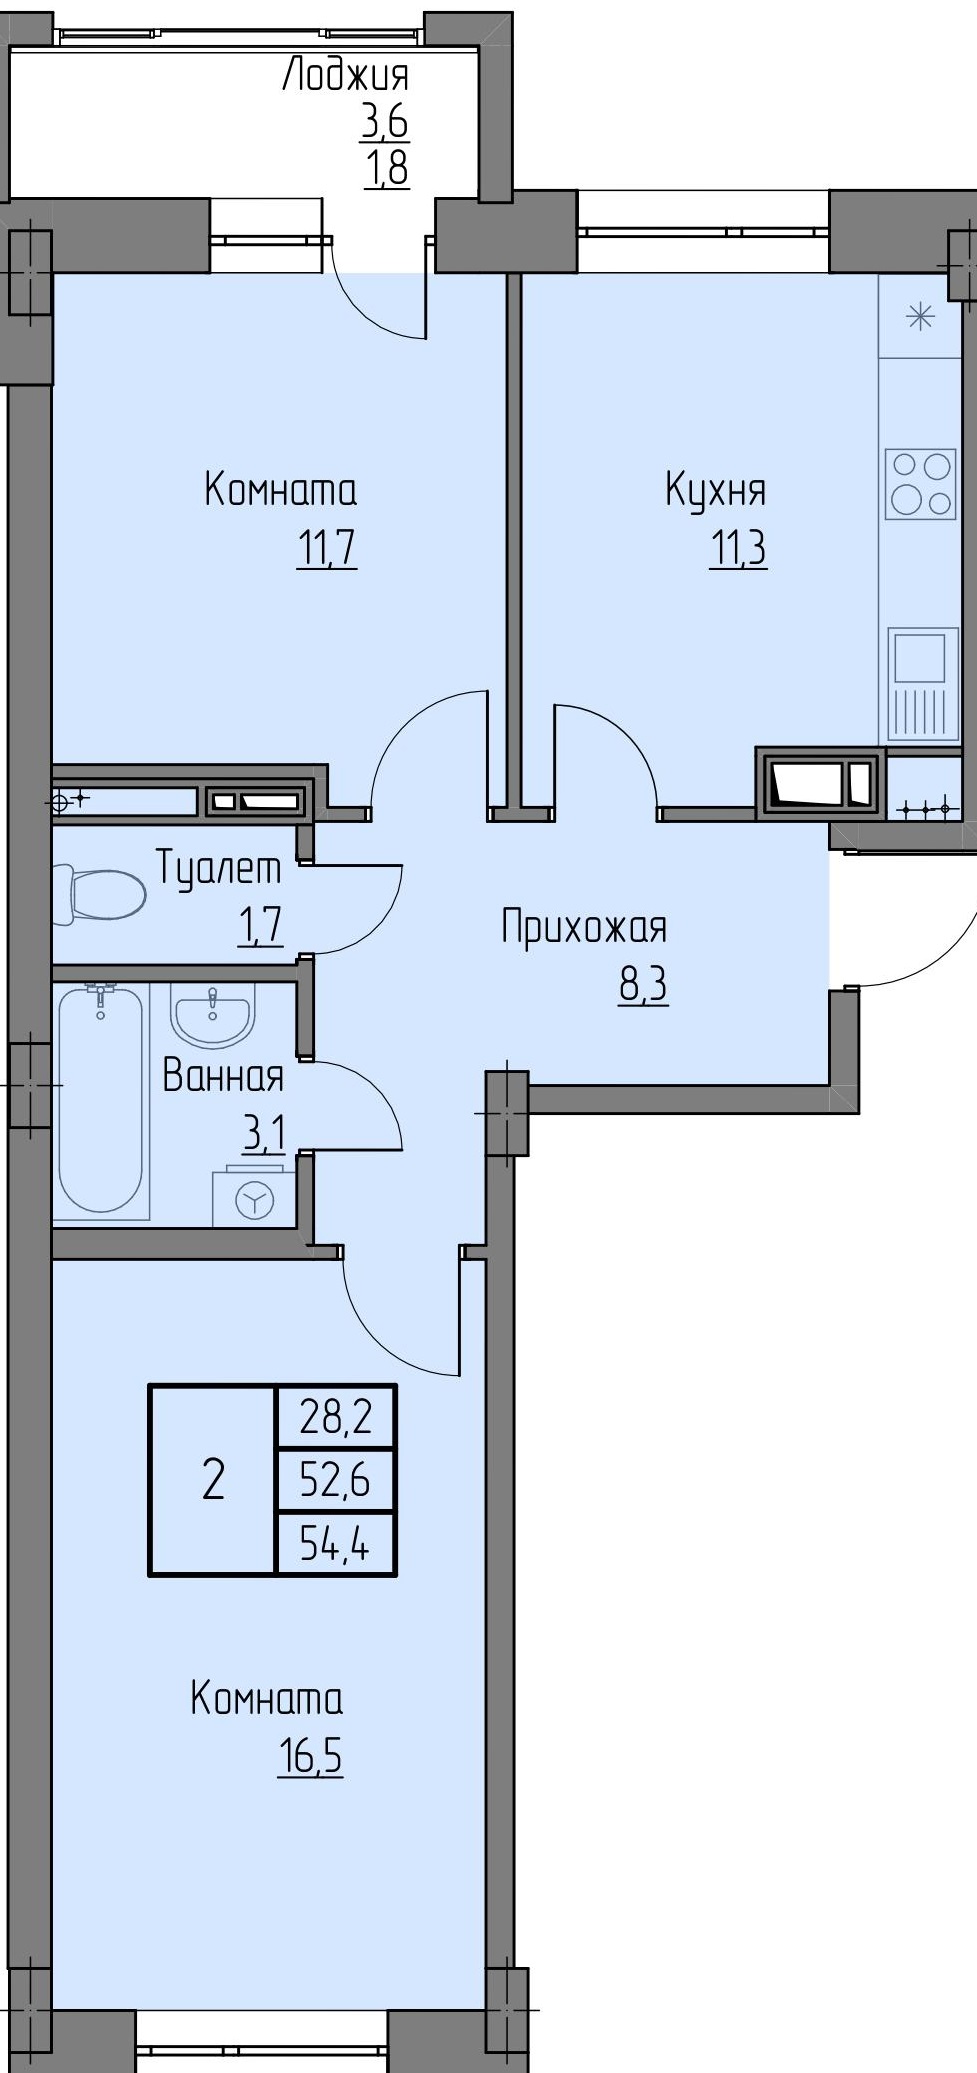 Лоджия
3,6
1,8
Комната
11,7
Кухня
11,3
Туалет
1,7
Прихожая
8,3
Ванная
3,1
2
28,2
52,6
54,4
Комната
16,5